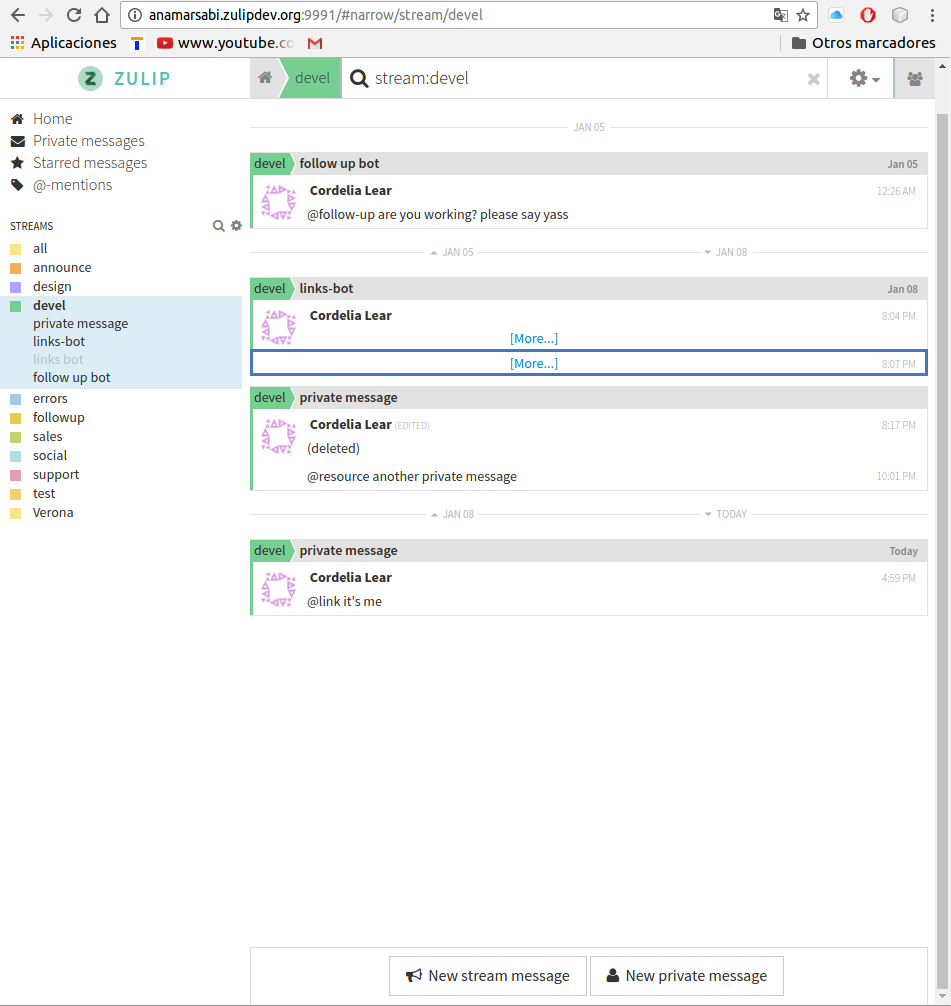 anamarsabi.zulipdev.org:9991/#narrow/stream/devel
Aplicaciones www.youtube.co Otros marcadores
ZULIP devel stream:devel
Home
Private messages
Starred messages
@-mentions
STREAMS
all
announce
design
devel
private message
links-bot
links bot
follow up bot
errors
followup
sales
social
support
test
Verona
JAN 05
devel follow up bot Jan 05
Cordelia Lear 12:26 AM
@follow-up are you working? please say yass
JAN 05 JAN 08
devel links-bot Jan 08
Cordelia Lear 8:04 PM
[More...]
[More...] 8:07 PM
devel private message
Cordelia Lear (EDITED) 8:17 PM
(deleted)
@resource another private message 10:01 PM
JAN 08 TODAY
devel private message Today
Cordelia Lear 4:59 PM
@link it's me
New stream message New private message